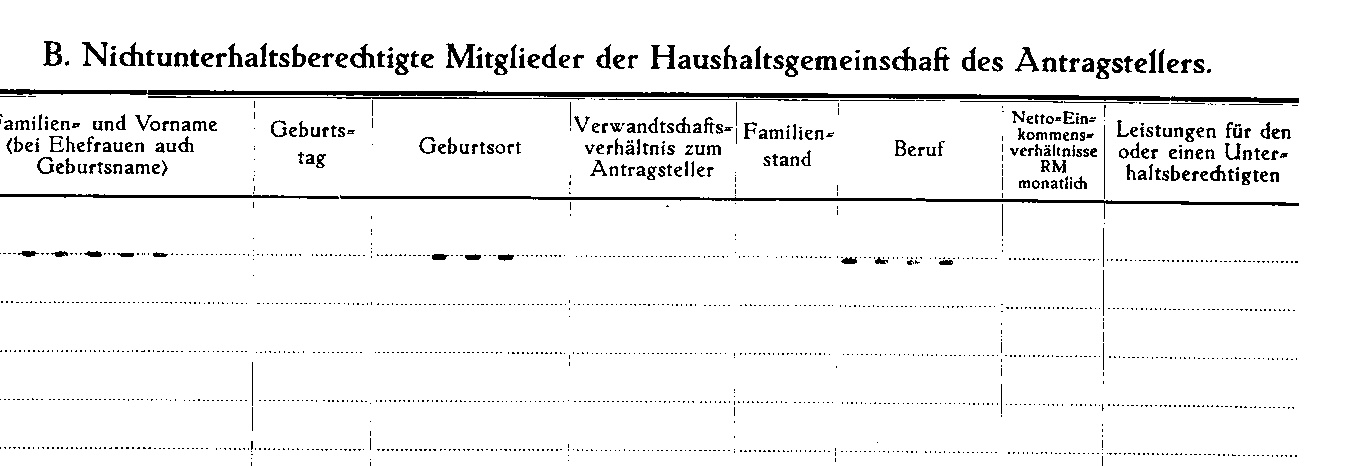 B. Nichtunterhaltsberechtigte Mitglieder der Haushaltsgemeinschaft des Antragstellers.
Familien- und Vorname
(bei Ehefrauen auch
Geburtsname)
Geburts-
tag
Geburtsort
Verwandtschafts-
verhältnis zum
Antragsteller
Familien-
stand
Beruf
Netto-Ein-
kommens-
verhältnisse
RM
monatlich
Leistungen für den
oder einen Unter-
haltsberechtigten